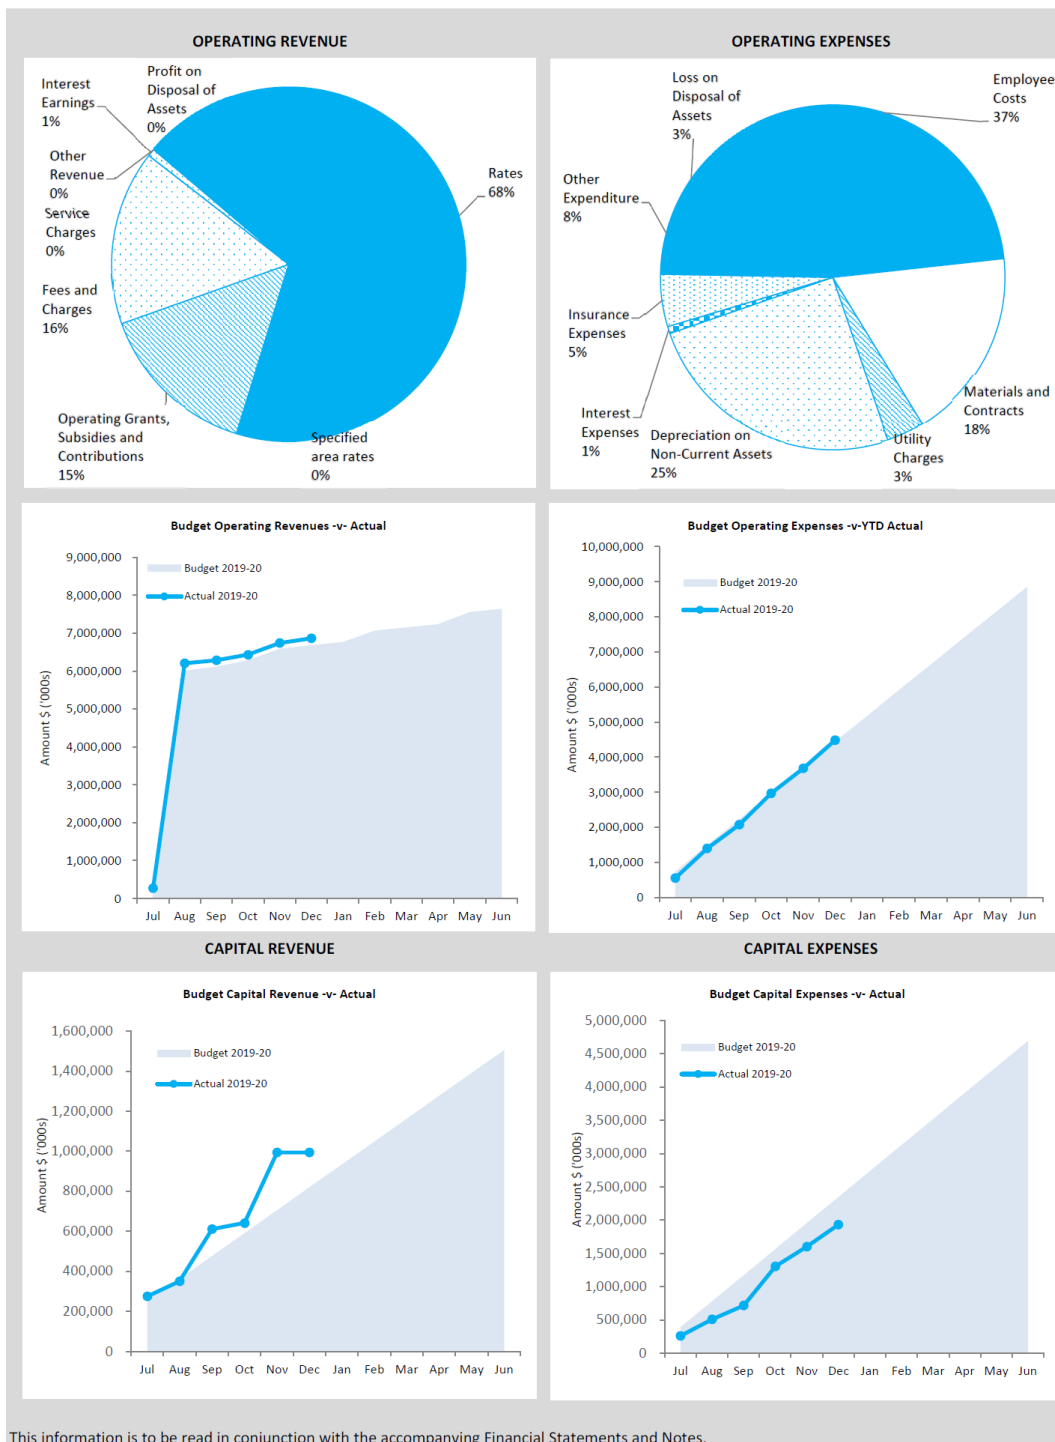 OPERATING REVENUE
Profit on
Disposal of
Assets
0%
Interest
Earnings
1%
Other
Revenue
0%
Service
Charges
0%
Fees and
Charges
16%
Operating Grants,
Subsidies and
Contributions
15%
Specified
area rates
0%
Rates
68%
OPERATING EXPENSES
Loss on
Disposal of
Assets
3%
Employee
Costs
37%
Other
Expenditure
8%
Insurance
Expenses
5%
Interest
Expenses
1%
Depreciation on
Non-Current Assets
25%
Utility
Charges
3%
Materials and
Contracts
18%
Budget Operating Revenues -v- Actual
Budget 2019-20
Actual 2019-20
Amount $ ('000s)
9,000,000
8,000,000
7,000,000
6,000,000
5,000,000
4,000,000
3,000,000
2,000,000
1,000,000
0
Jul Aug Sep Oct Nov Dec Jan Feb Mar Apr May Jun
Budget Operating Expenses -v-YTD Actual
Budget 2019-20
Actual 2019-20
Amount $ ('000s)
10,000,000
9,000,000
8,000,000
7,000,000
6,000,000
5,000,000
4,000,000
3,000,000
2,000,000
1,000,000
0
Jul Aug Sep Oct Nov Dec Jan Feb Mar Apr May Jun
CAPITAL REVENUE
Budget Capital Revenue -v- Actual
Budget 2019-20
Actual 2019-20
Amount $ ('000s)
1,600,000
1,400,000
1,200,000
1,000,000
800,000
600,000
400,000
200,000
0
Jul Aug Sep Oct Nov Dec Jan Feb Mar Apr May Jun
CAPITAL EXPENSES
Budget Capital Expenses -v- Actual
Budget 2019-20
Actual 2019-20
Amount $ ('000s)
5,000,000
4,500,000
4,000,000
3,500,000
3,000,000
2,500,000
2,000,000
1,500,000
1,000,000
500,000
0
Jul Aug Sep Oct Nov Dec Jan Feb Mar Apr May Jun
This information is to be read in conjunction with the accompanying Financial Statements and Notes.